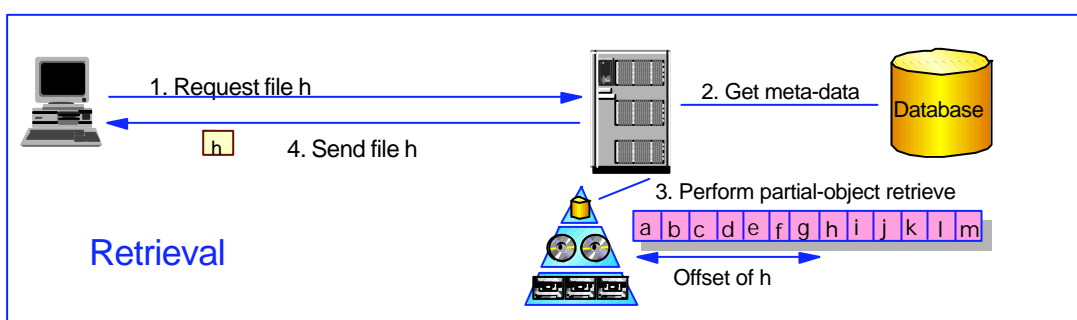 1. Request file h
2. Get meta-data
Database
h
4. Send file h
3. Perform partial-object retrieve
a b c d e f g h i j k l m
Offset of h
Retrieval